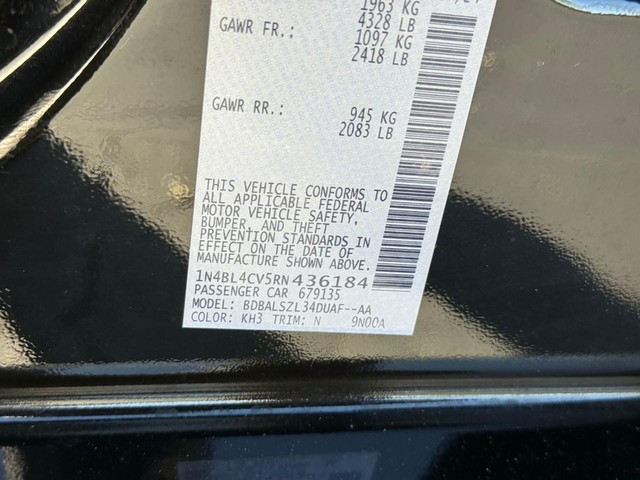 1963 KG
4328 LB
GAWR FR.: 1097 KG
2418 LB
GAWR RR.: 945 KG
2083 LB
THIS VEHICLE CONFORMS TO
ALL APPLICABLE FEDERAL
MOTOR VEHICLE SAFETY,
BUMPER, AND THEFT
PREVENTION STANDARDS IN
EFFECT ON THE DATE OF
MANUFACTURE SHOWN ABOVE.
1N4BL4CV5RN436184
PASSENGER CAR 679135
MODEL: BDBALSZL34DUAF--AA
COLOR: KH3 TRIM: N 9N00A